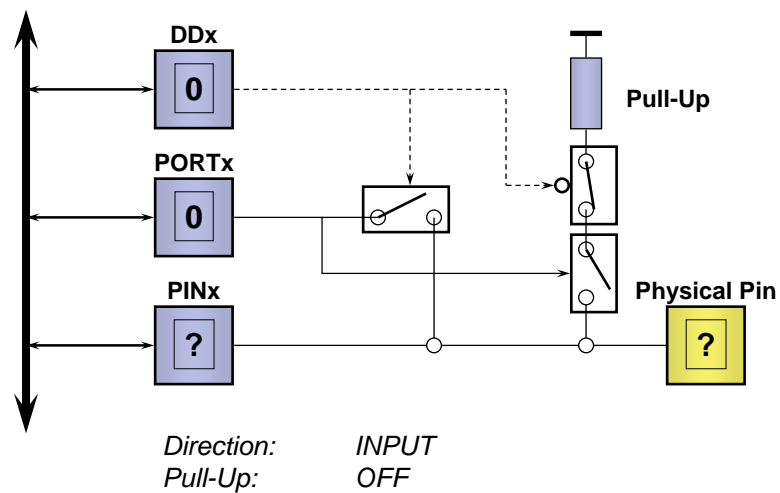 DDx
0
Pull-Up
PORTx
0
PINx
?
Physical Pin
?
Direction: INPUT
Pull-Up: OFF